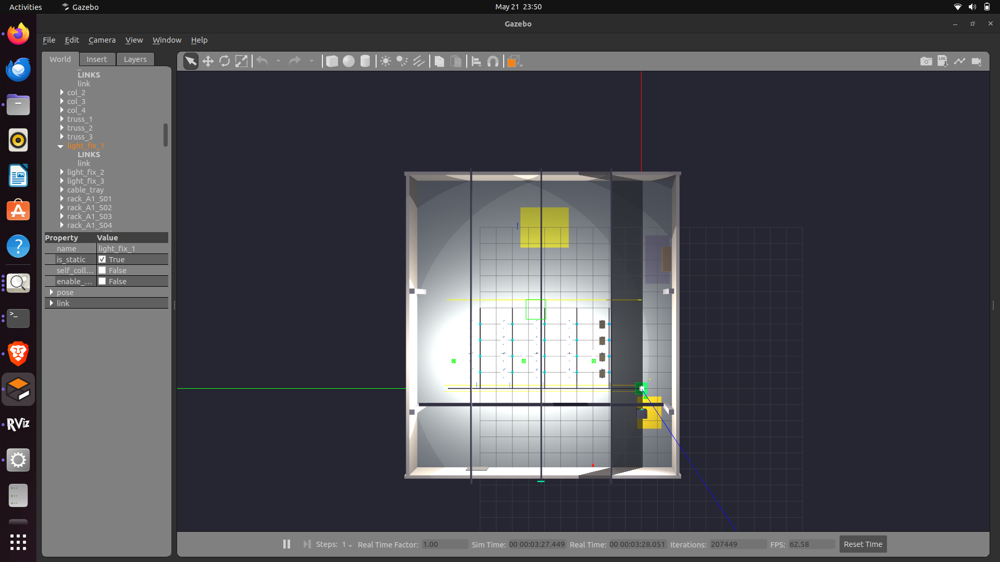 Activities Gazebo May 21 23:50
Gazebo
File Edit Camera View Window Help
World Insert Layers
LINKS
link
col_2
col_3
col_4
truss_1
truss_2
truss_3
light_fix_1
LINKS
link
light_fix_2
light_fix_3
cable_tray
rack_A1_S01
rack_A1_S02
rack_A1_S03
rack_A1_S04
Property Value
name light_fix_1
is_static True
self_coll... False
enable_... False
pose
link
LOG
>_
?
RViz
Steps: 1 Real Time Factor: 1.00 Sim Time: 00 00:03:27.449 Real Time: 00 00:03:28.051 Iterations: 207449 FPS: 62.58 Reset Time